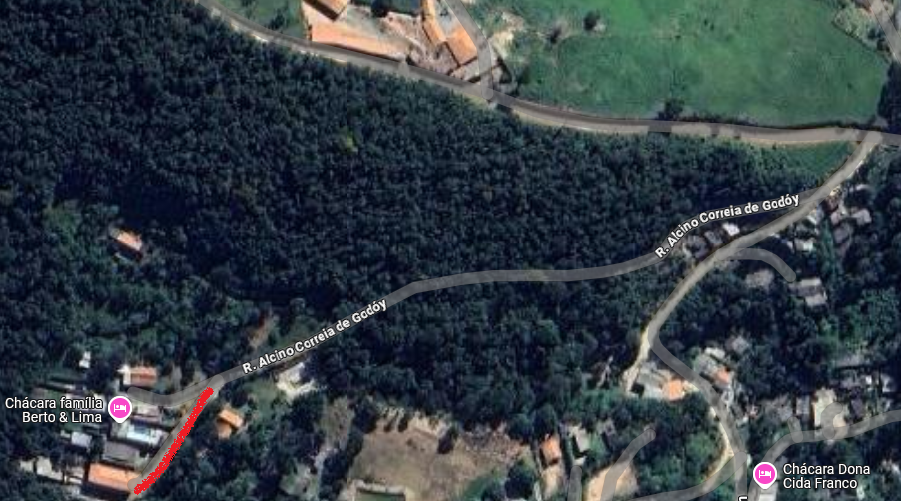 R. Alcino Correia de Godóy
R. Alcino Correia de Godóy
Chácara família
Berto & Lima
Chácara Dona
Cida Franco